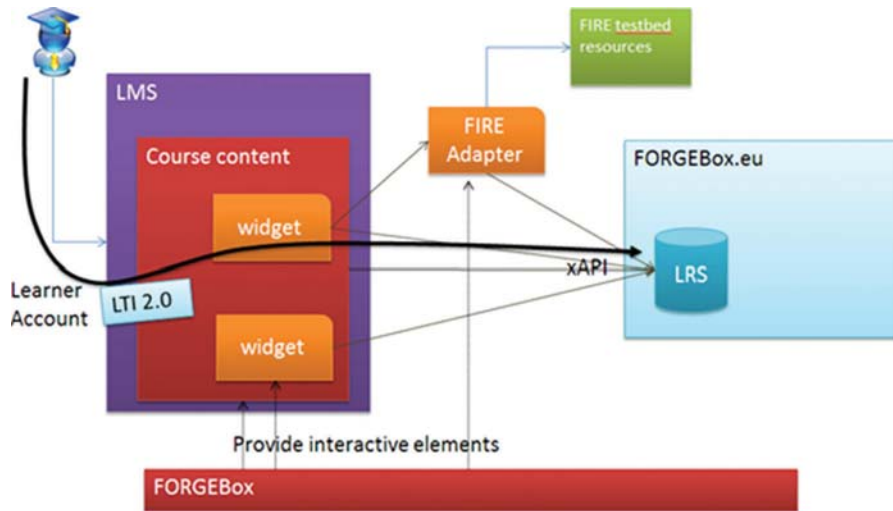 FIRE testbed
resources
LMS
FIRE
Adapter
Course content
FORGEBox.eu
widget
xAPI
LRS
Learner
Account
LTI 2.0
widget
Provide interactive elements
FORGEBox